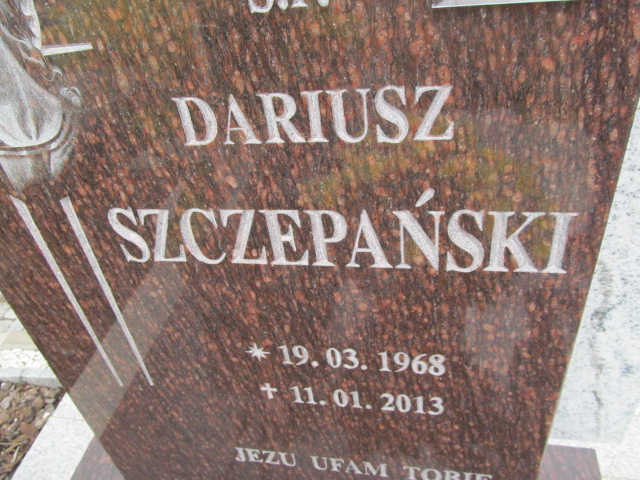 Ś.P.
DARIUSZ
SZCZEPAŃSKI
* 19. 03. 1968
✝ 11. 01. 2013
JEZU UFAM TOBIE